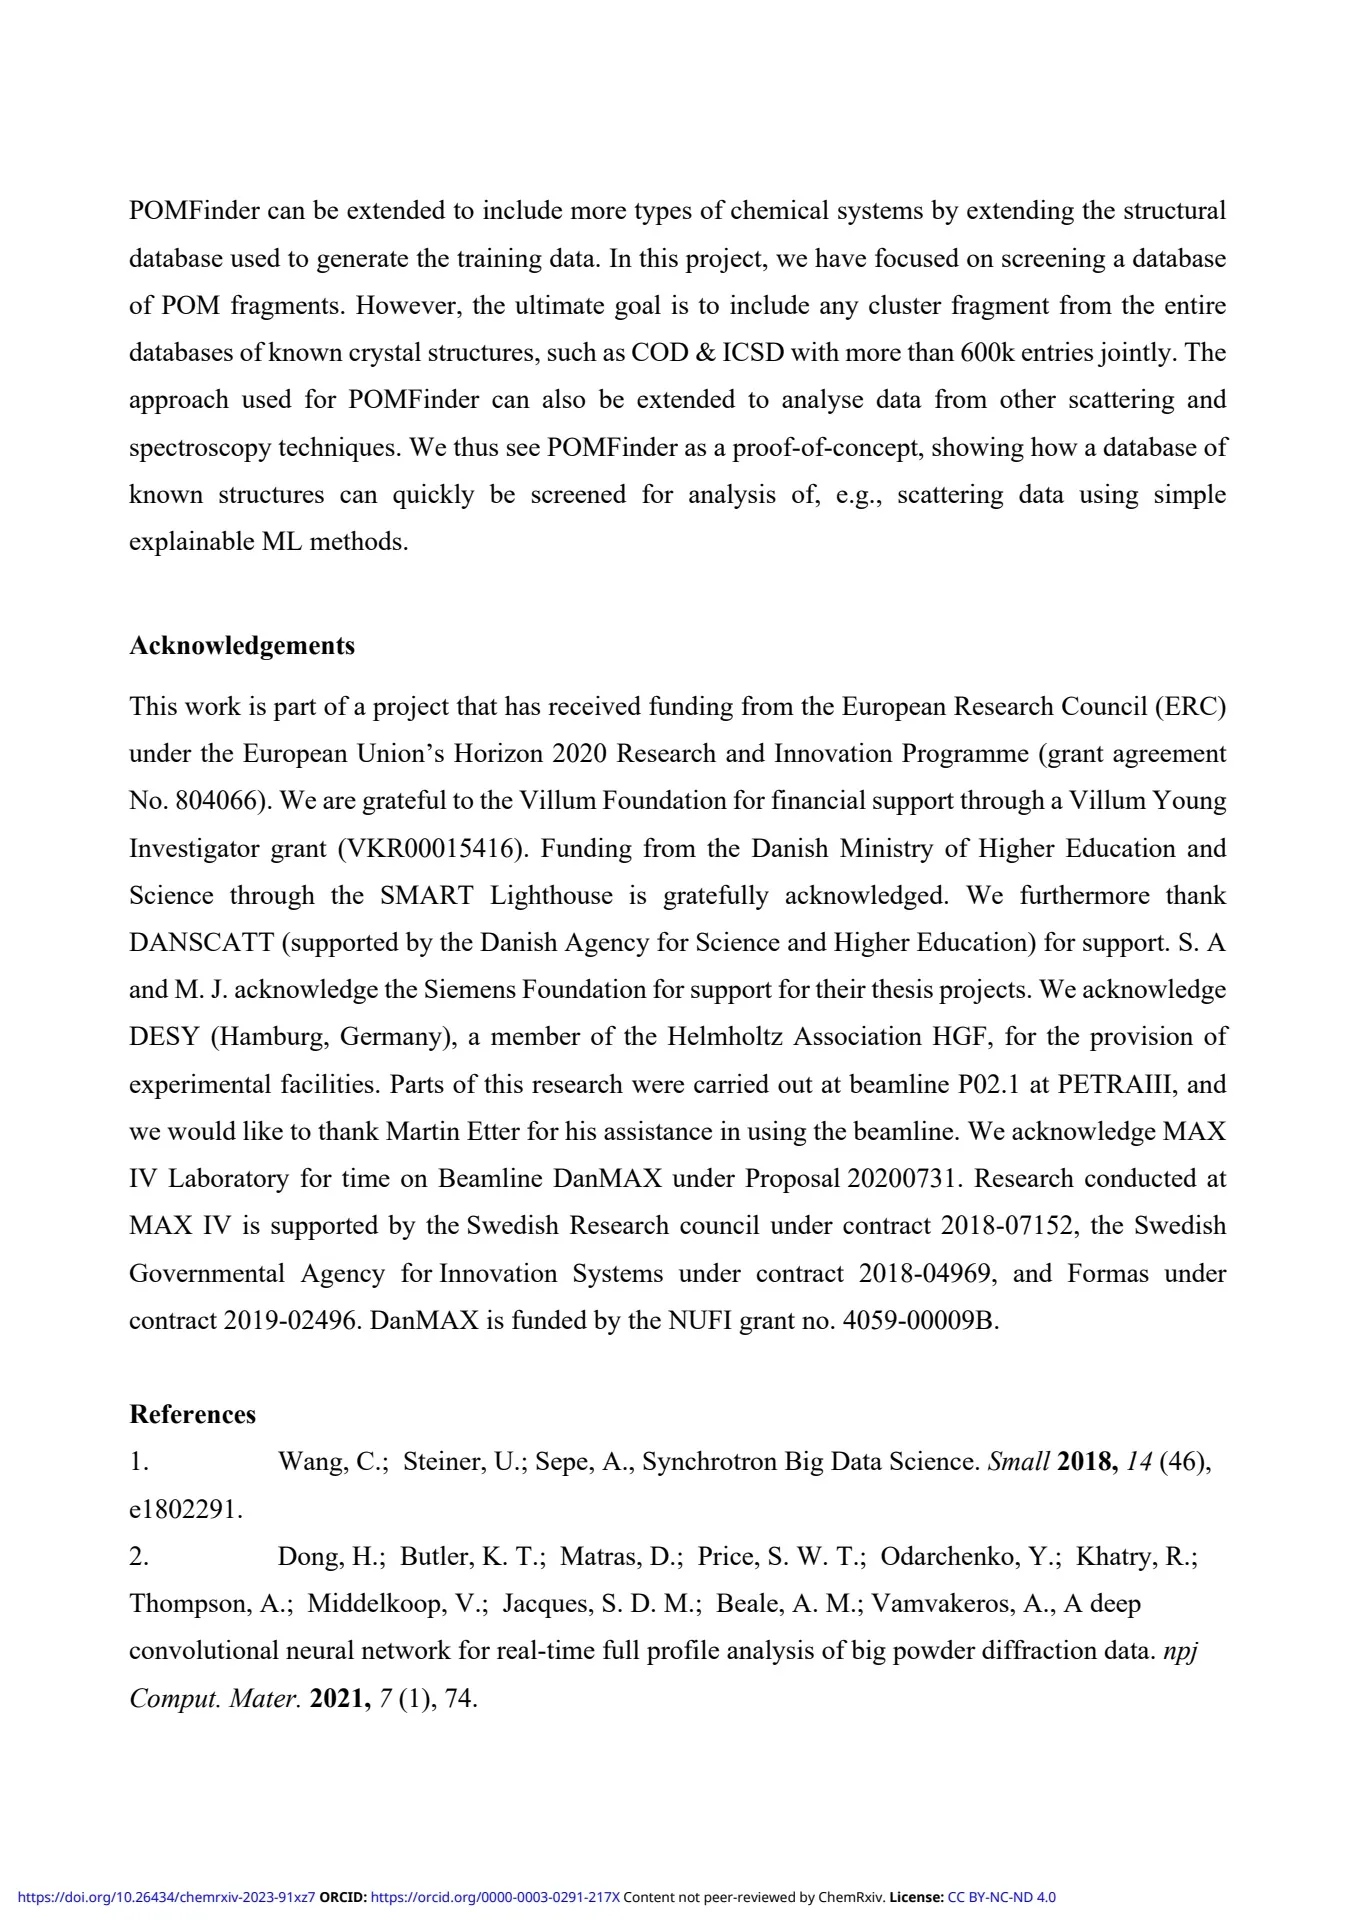 POMFinder can be extended to include more types of chemical systems by extending the structural
database used to generate the training data. In this project, we have focused on screening a database
of POM fragments. However, the ultimate goal is to include any cluster fragment from the entire
databases of known crystal structures, such as COD & ICSD with more than 600k entries jointly. The
approach used for POMFinder can also be extended to analyse data from other scattering and
spectroscopy techniques. We thus see POMFinder as a proof-of-concept, showing how a database of
known structures can quickly be screened for analysis of, e.g., scattering data using simple
explainable ML methods.
Acknowledgements
This work is part of a project that has received funding from the European Research Council (ERC)
under the European Union’s Horizon 2020 Research and Innovation Programme (grant agreement
No. 804066). We are grateful to the Villum Foundation for financial support through a Villum Young
Investigator grant (VKR00015416). Funding from the Danish Ministry of Higher Education and
Science through the SMART Lighthouse is gratefully acknowledged. We furthermore thank
DANSCATT (supported by the Danish Agency for Science and Higher Education) for support. S. A
and M. J. acknowledge the Siemens Foundation for support for their thesis projects. We acknowledge
DESY (Hamburg, Germany), a member of the Helmholtz Association HGF, for the provision of
experimental facilities. Parts of this research were carried out at beamline P02.1 at PETRAIII, and
we would like to thank Martin Etter for his assistance in using the beamline. We acknowledge MAX
IV Laboratory for time on Beamline DanMAX under Proposal 20200731. Research conducted at
MAX IV is supported by the Swedish Research council under contract 2018-07152, the Swedish
Governmental Agency for Innovation Systems under contract 2018-04969, and Formas under
contract 2019-02496. DanMAX is funded by the NUFI grant no. 4059-00009B.
References
1. Wang, C.; Steiner, U.; Sepe, A., Synchrotron Big Data Science. Small 2018, 14 (46),
e1802291.
2. Dong, H.; Butler, K. T.; Matras, D.; Price, S. W. T.; Odarchenko, Y.; Khatry, R.;
Thompson, A.; Middelkoop, V.; Jacques, S. D. M.; Beale, A. M.; Vamvakeros, A., A deep
convolutional neural network for real-time full profile analysis of big powder diffraction data. npj
Comput. Mater. 2021, 7 (1), 74.
https://doi.org/10.26434/chemrxiv-2023-91xz7 ORCID: https://orcid.org/0000-0003-0291-217X Content not peer-reviewed by ChemRxiv. License: CC BY-NC-ND 4.0